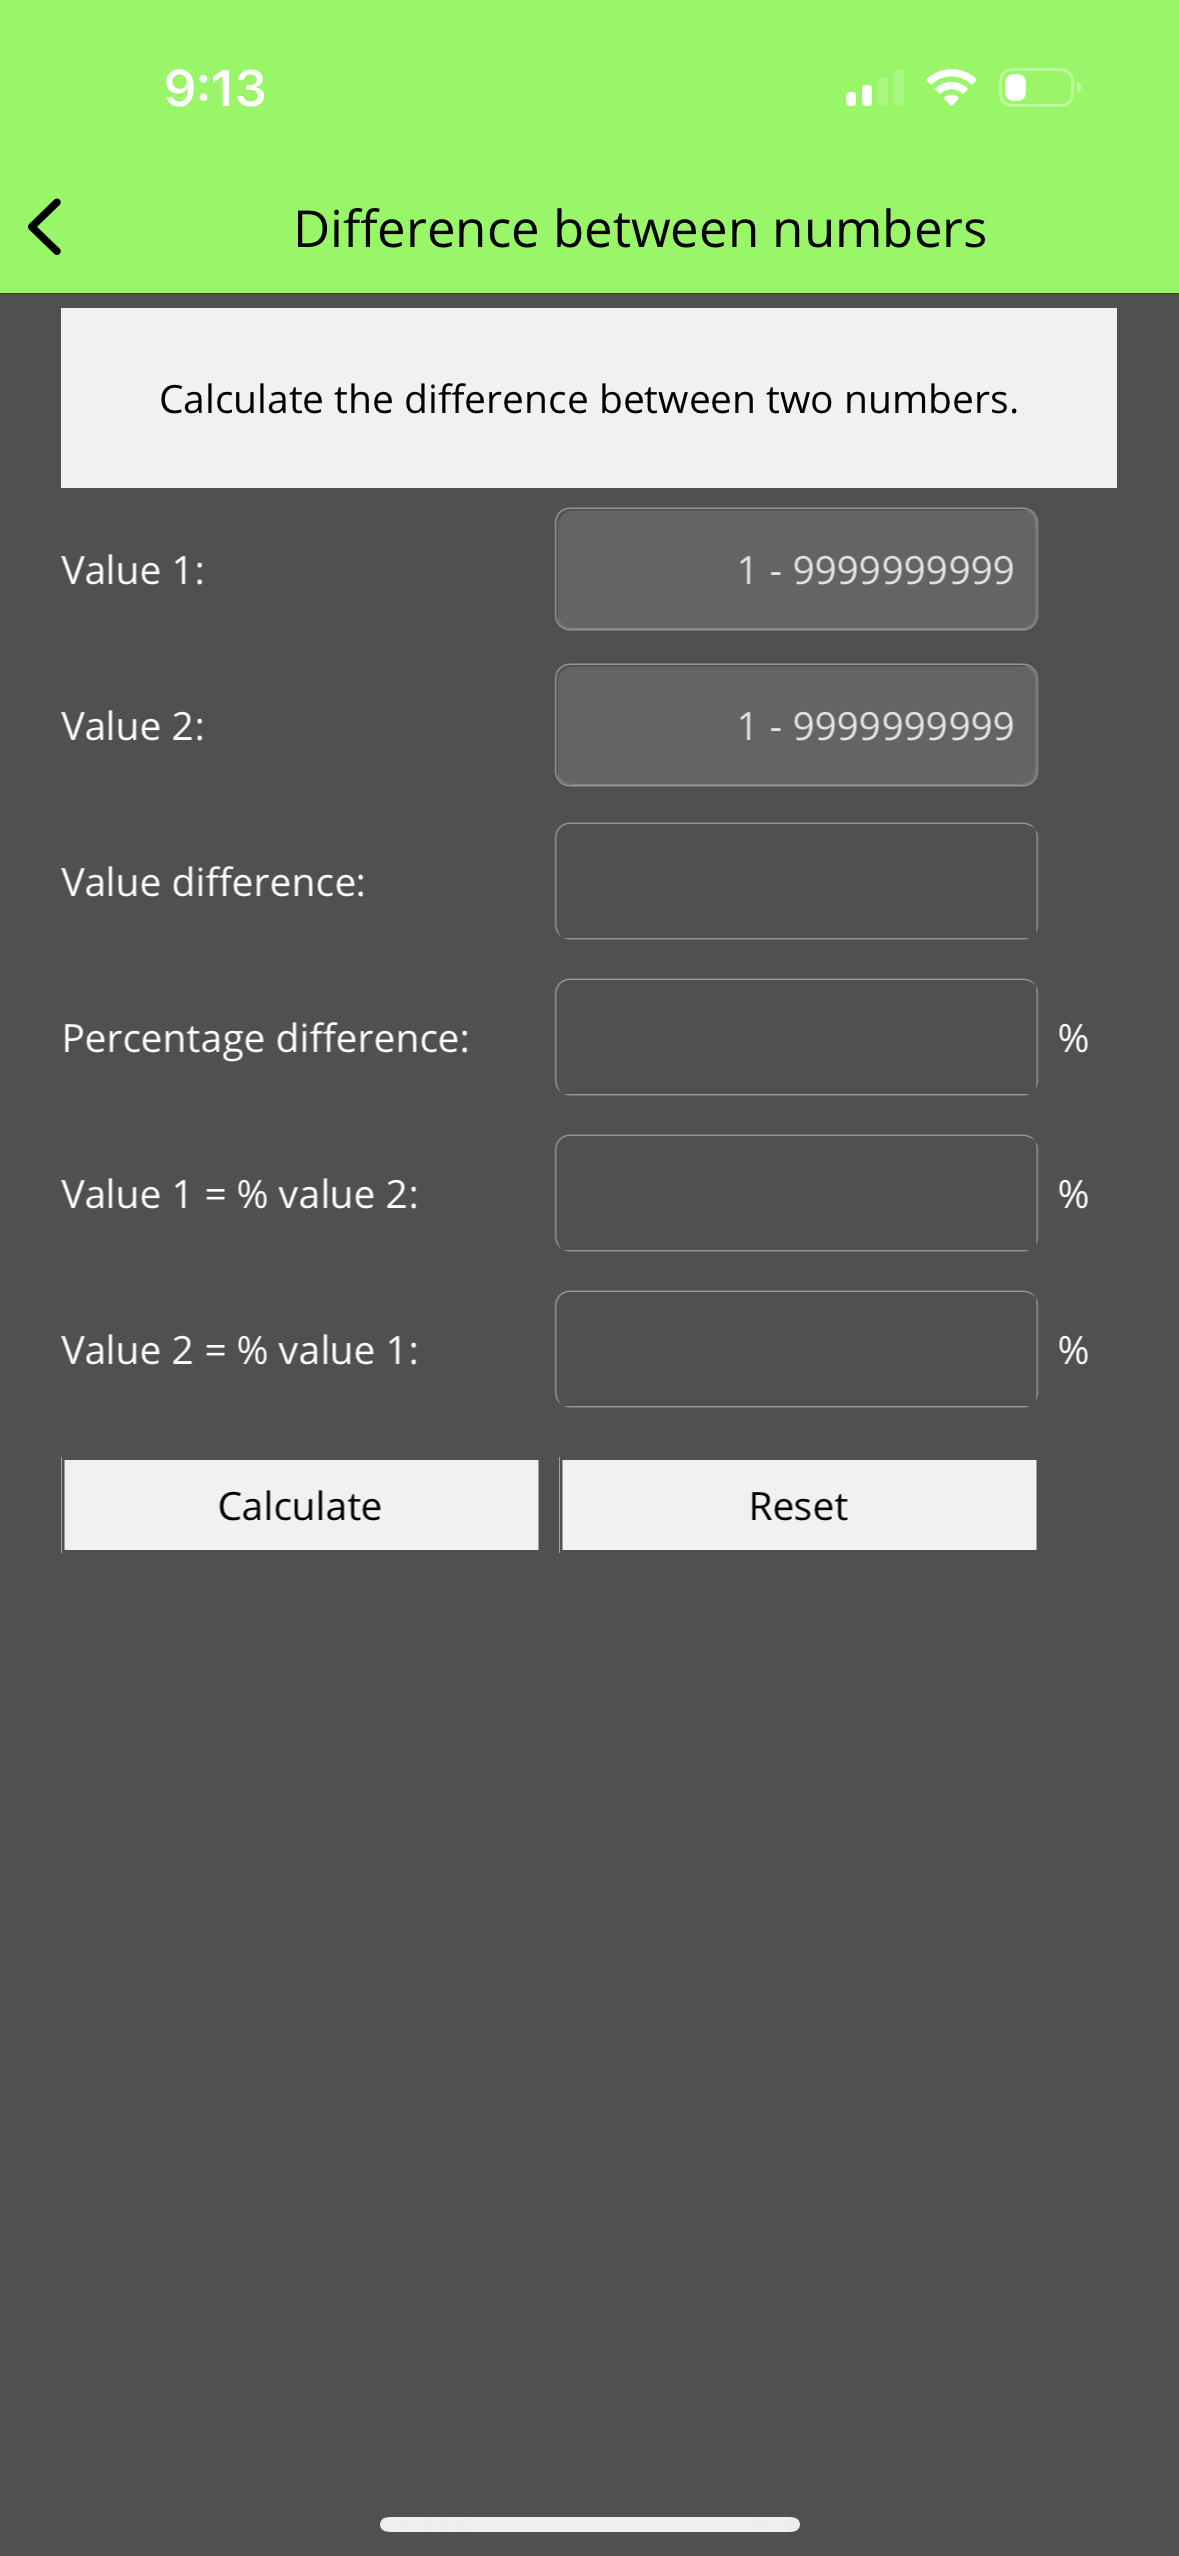 9:13
Difference between numbers
Calculate the difference between two numbers.
Value 1: 1 - 9999999999
Value 2: 1 - 9999999999
Value difference:
Percentage difference: %
Value 1 = % value 2: %
Value 2 = % value 1: %
Calculate Reset